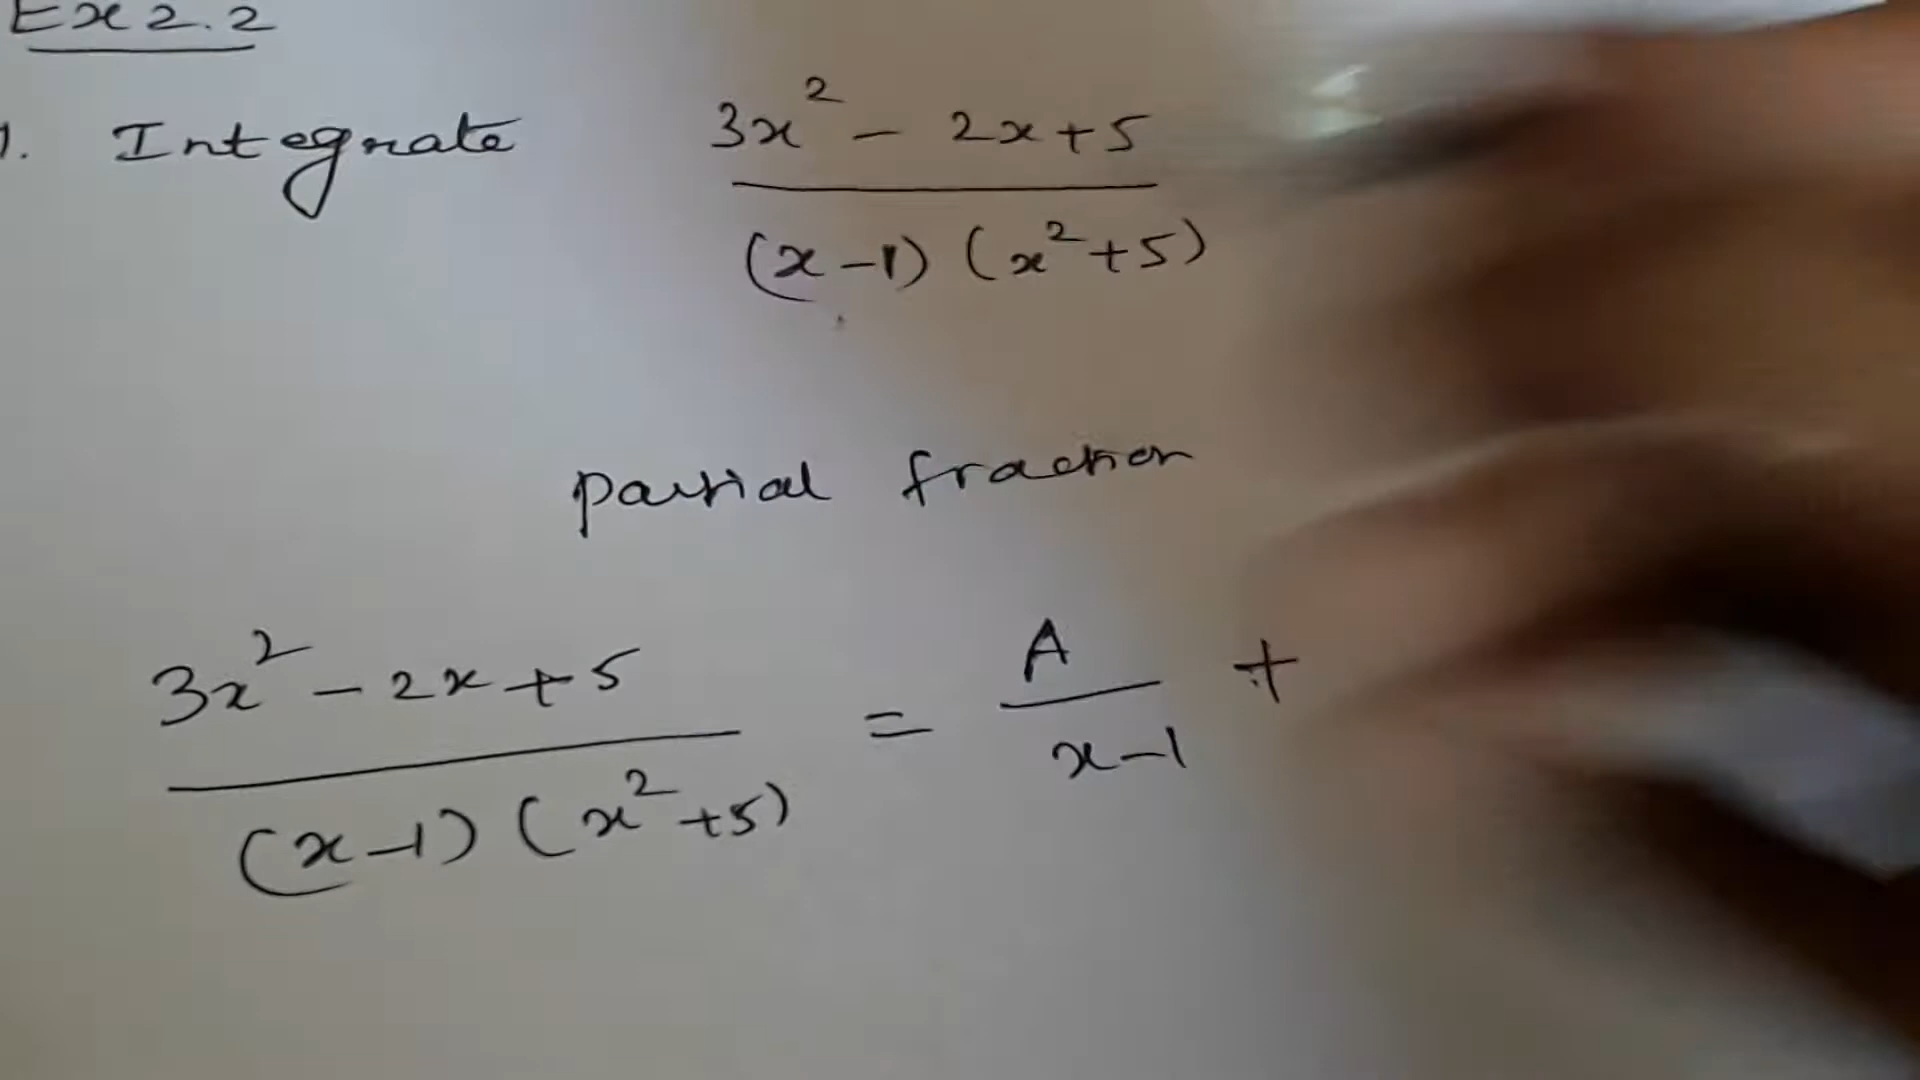 Ex 2.2
1. Integrate 3x² - 2x+5
(x-1) (x²+5)
partial fraction
3x² - 2x + 5 = A +
(x-1) (x²+5) x-1